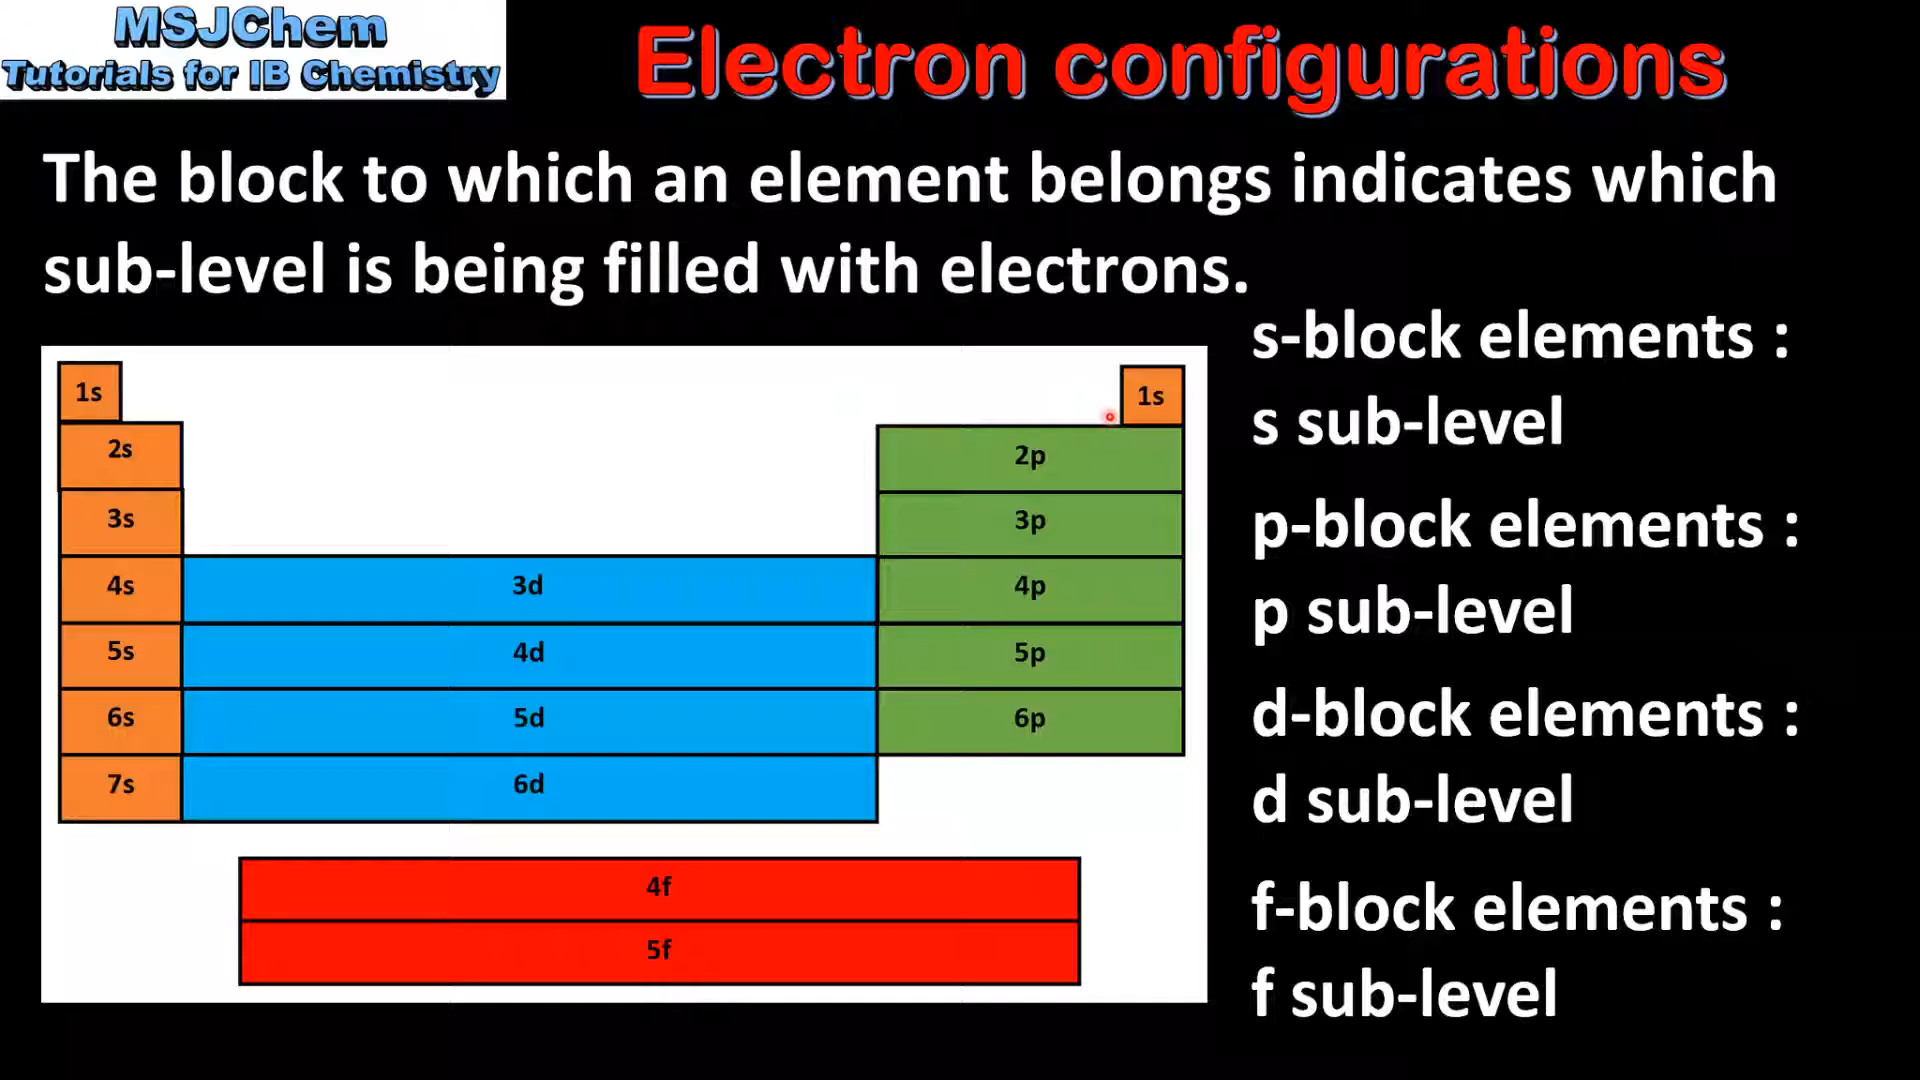 MSJChem
Tutorials for IB Chemistry
Electron configurations
The block to which an element belongs indicates which
sub-level is being filled with electrons.
1s
1s
2s
2p
3s
3p
4s
3d
4p
5s
4d
5p
6s
5d
6p
7s
6d
4f
5f
s-block elements :
s sub-level
p-block elements :
p sub-level
d-block elements :
d sub-level
f-block elements :
f sub-level